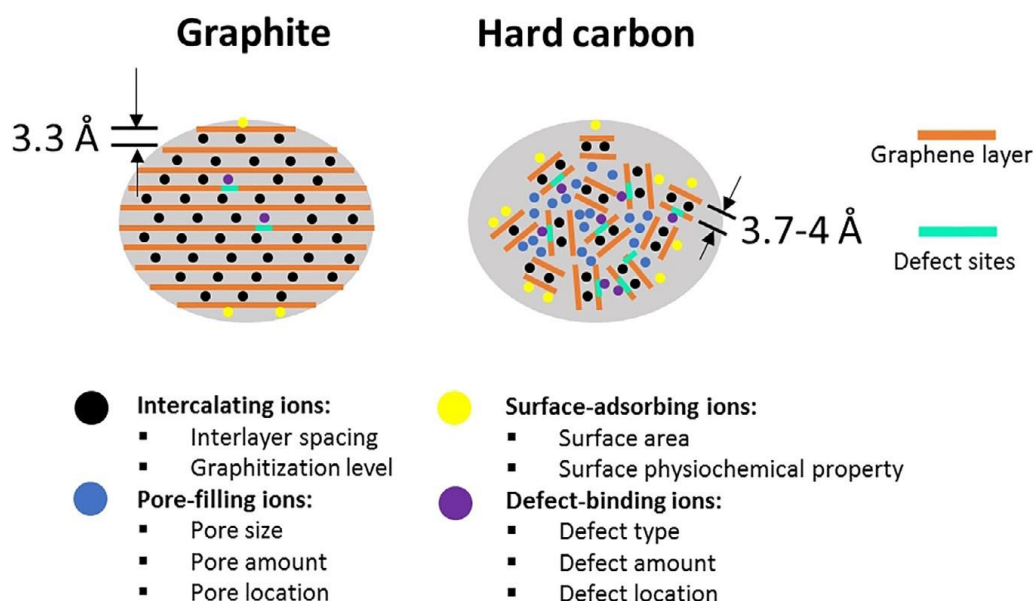 Graphite
Hard carbon
3.3 Å
3.7-4 Å
Graphene layer
Defect sites
Intercalating ions:
▪ Interlayer spacing
▪ Graphitization level
Pore-filling ions:
▪ Pore size
▪ Pore amount
▪ Pore location
Surface-adsorbing ions:
▪ Surface area
▪ Surface physiochemical property
Defect-binding ions:
▪ Defect type
▪ Defect amount
▪ Defect location